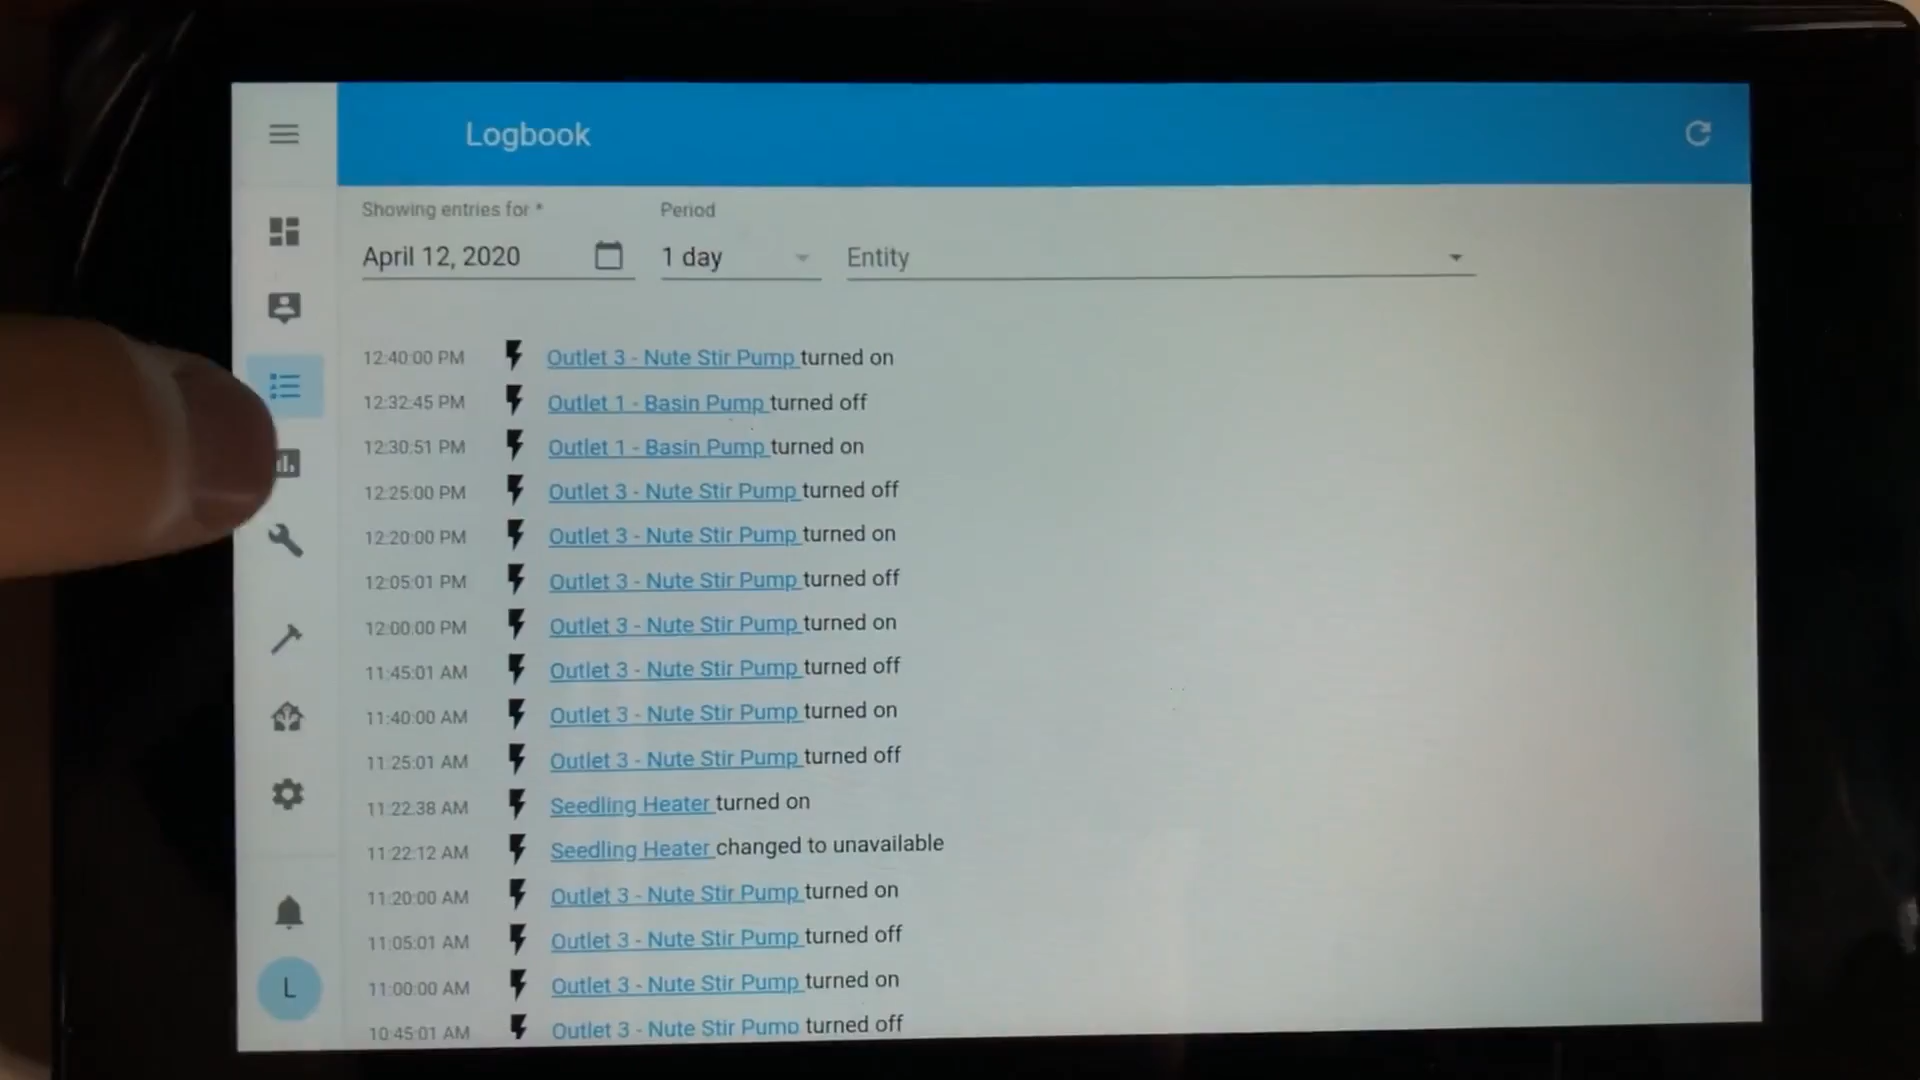 Logbook
Showing entries for *
Period
April 12, 2020
1 day
Entity
12:40:00 PM Outlet 3 - Nute Stir Pump turned on
12:32:45 PM Outlet 1 - Basin Pump turned off
12:30:51 PM Outlet 1 - Basin Pump turned on
12:25:00 PM Outlet 3 - Nute Stir Pump turned off
12:20:00 PM Outlet 3 - Nute Stir Pump turned on
12:05:01 PM Outlet 3 - Nute Stir Pump turned off
12:00:00 PM Outlet 3 - Nute Stir Pump turned on
11:45:01 AM Outlet 3 - Nute Stir Pump turned off
11:40:00 AM Outlet 3 - Nute Stir Pump turned on
11:25:01 AM Outlet 3 - Nute Stir Pump turned off
11:22:38 AM Seedling Heater turned on
11:22:12 AM Seedling Heater changed to unavailable
11:20:00 AM Outlet 3 - Nute Stir Pump turned on
11:05:01 AM Outlet 3 - Nute Stir Pump turned off
11:00:00 AM Outlet 3 - Nute Stir Pump turned on
10:45:01 AM Outlet 3 - Nute Stir Pump turned off
L